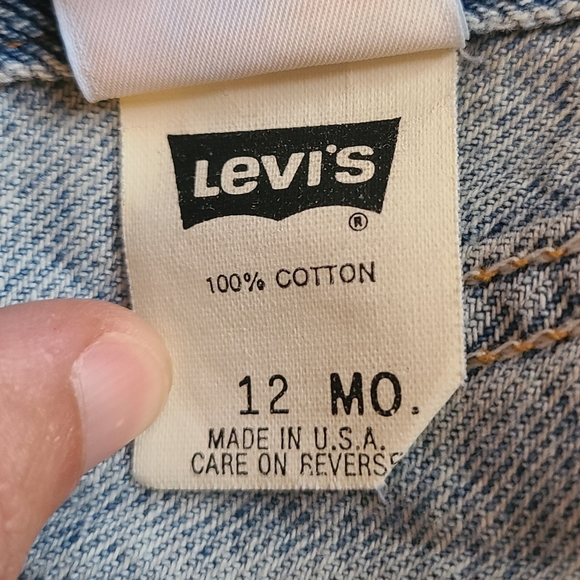 Levi's
®
100% COTTON
12 MO.
MADE IN U.S.A.
CARE ON REVERSE